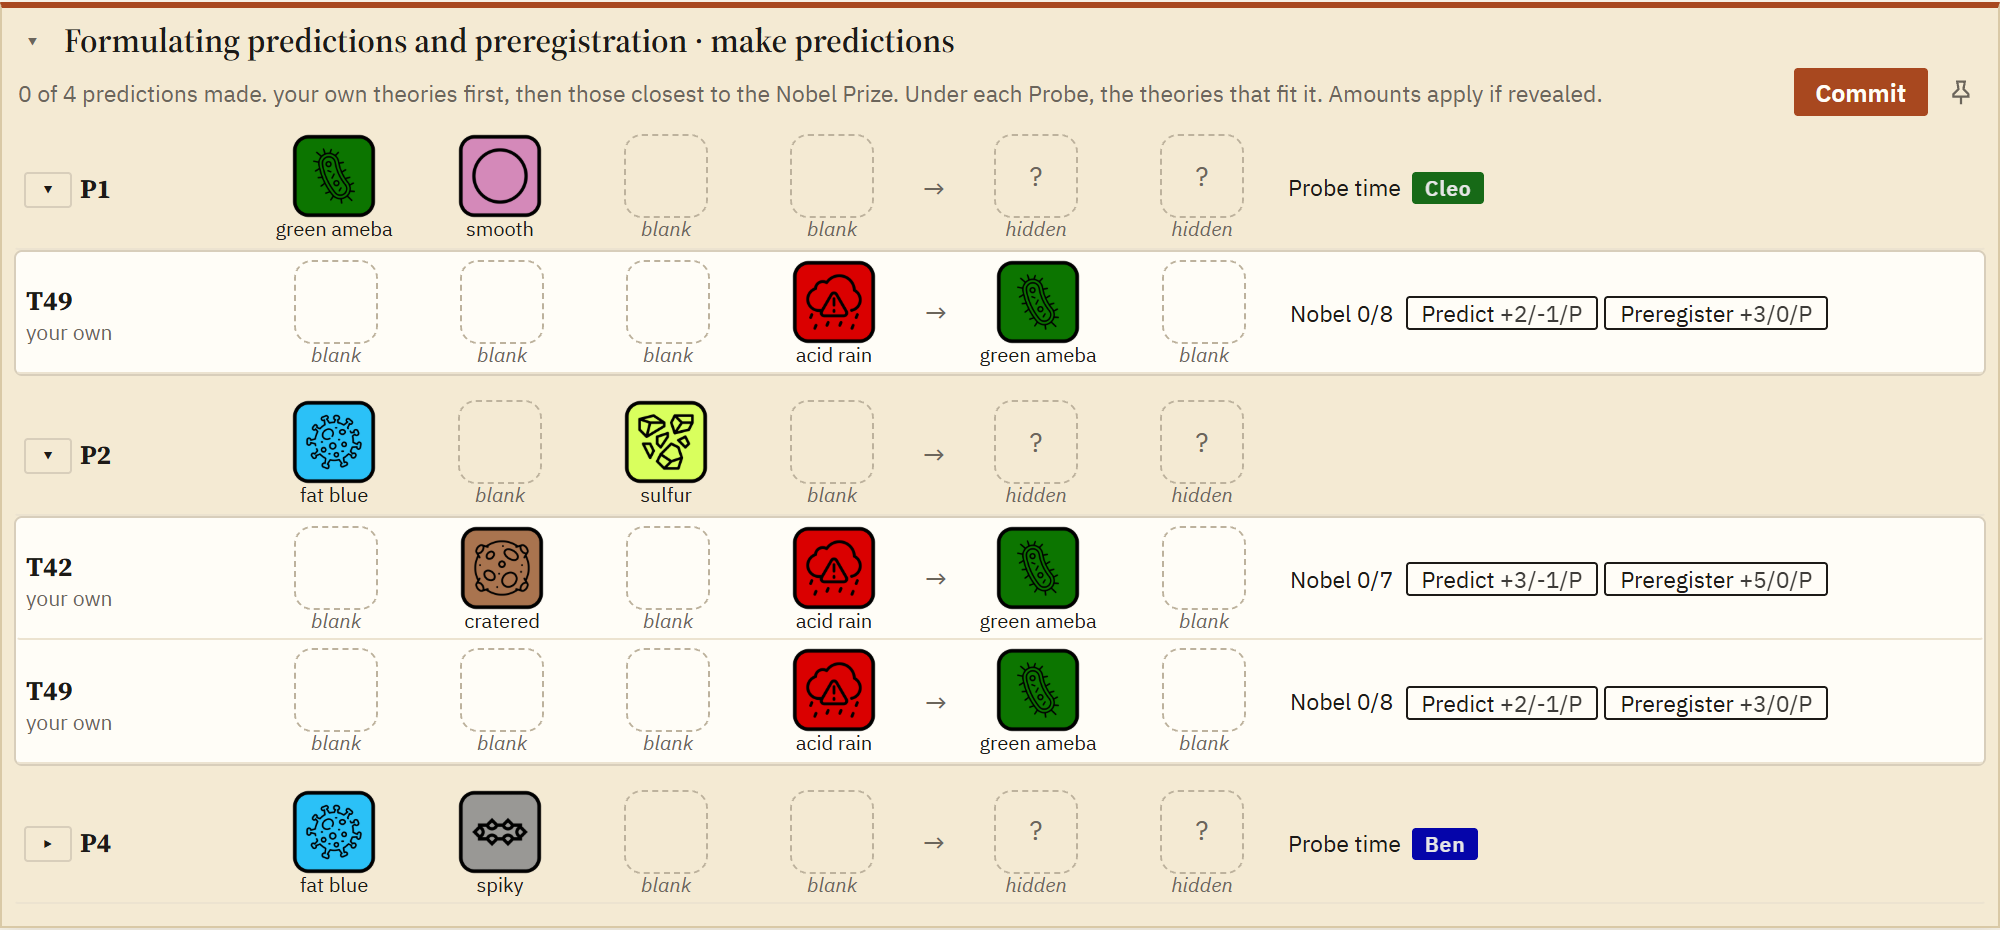 Formulating predictions and preregistration · make predictions
0 of 4 predictions made. your own theories first, then those closest to the Nobel Prize. Under each Probe, the theories that fit it. Amounts apply if revealed.
Commit
P1
green ameba
smooth
blank
blank
→
?
hidden
?
hidden
Probe time Cleo
T49
your own
blank
blank
blank
acid rain
→
green ameba
blank
Nobel 0/8
Predict +2/-1/P
Preregister +3/0/P
P2
fat blue
blank
sulfur
blank
→
?
hidden
?
hidden
T42
your own
blank
cratered
blank
acid rain
→
green ameba
blank
Nobel 0/7
Predict +3/-1/P
Preregister +5/0/P
T49
your own
blank
blank
blank
acid rain
→
green ameba
blank
Nobel 0/8
Predict +2/-1/P
Preregister +3/0/P
P4
fat blue
spiky
blank
blank
→
?
hidden
?
hidden
Probe time Ben